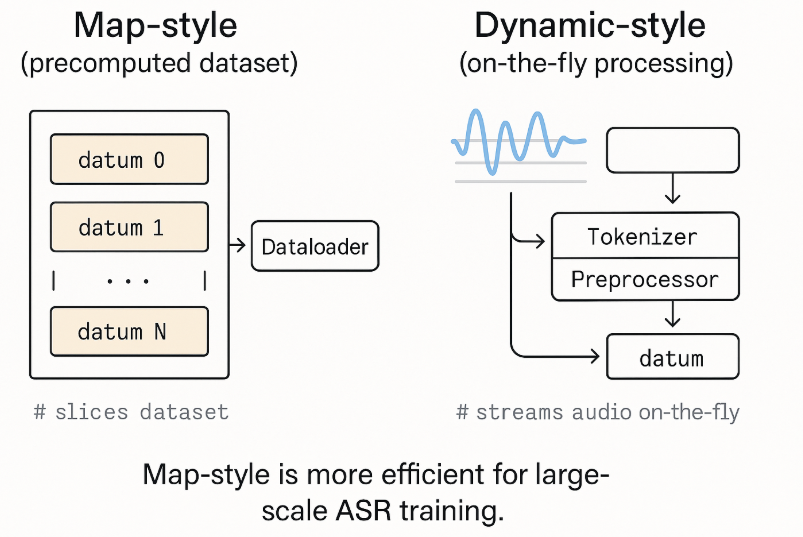 Map-style
(precomputed dataset)
datum 0
datum 1
...
datum N
Dataloader
# slices dataset
Dynamic-style
(on-the-fly processing)
Tokenizer
Preprocessor
datum
# streams audio on-the-fly
Map-style is more efficient for large-
scale ASR training.